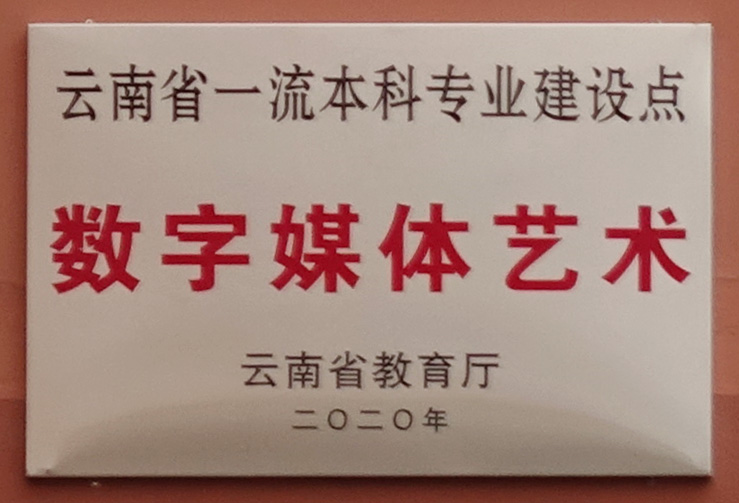 云南省一流本科专业建设点
数字媒体艺术
云南省教育厅
二〇二〇年